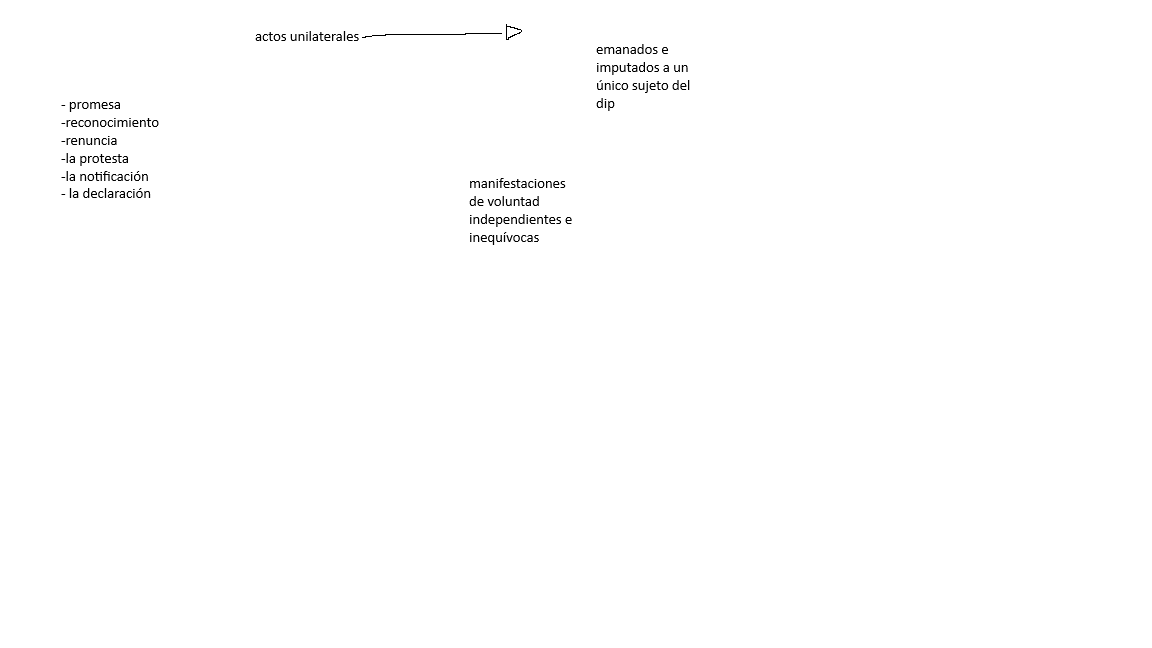 actos unilaterales
emanados e
imputados a un
único sujeto del
dip
- promesa
-reconocimiento
-renuncia
-la protesta
-la notificación
- la declaración
manifestaciones
de voluntad
independientes e
inequívocas